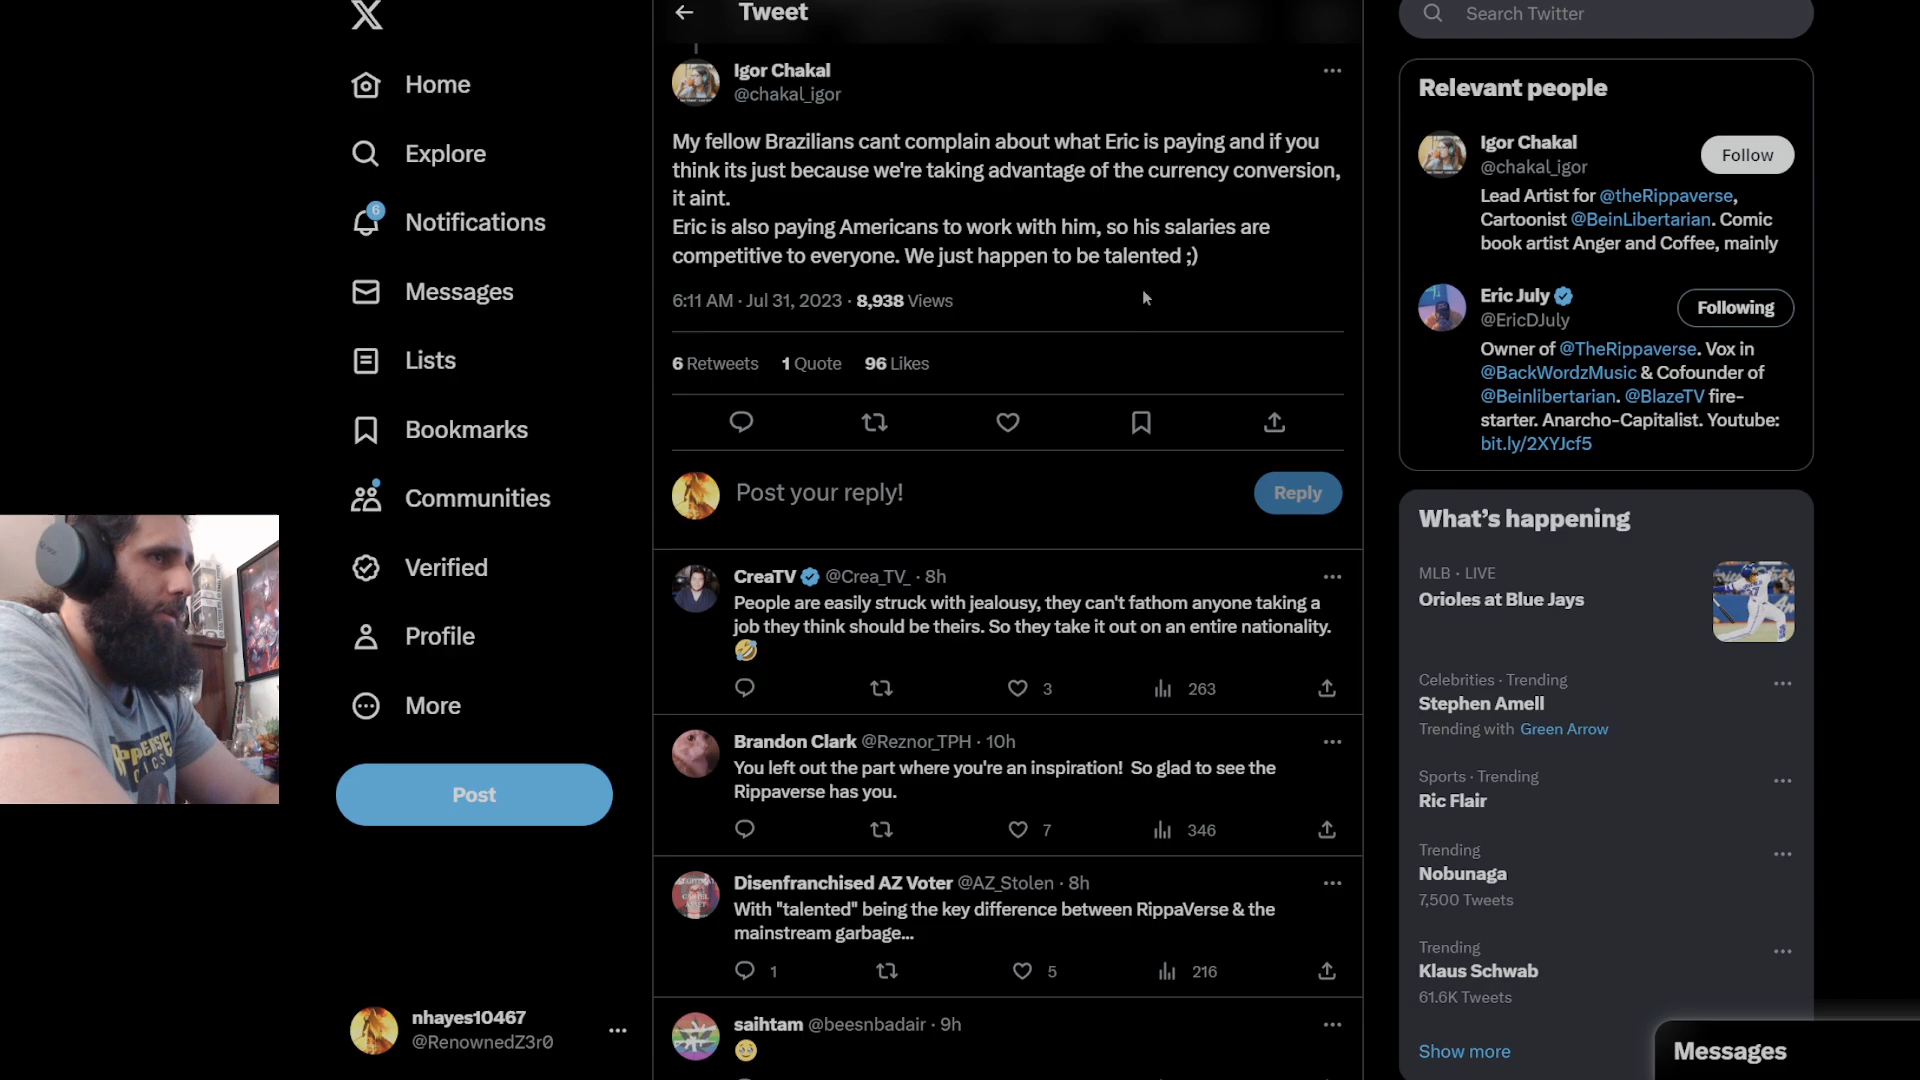 Tweet
Search Twitter
Home
Explore
6
Notifications
Messages
Lists
Bookmarks
Communities
Verified
Profile
More
Post
nhayes10467
@RenownedZ3r0
Igor Chakal
@chakal_igor
My fellow Brazilians cant complain about what Eric is paying and if you
think its just because we're taking advantage of the currency conversion,
it aint.
Eric is also paying Americans to work with him, so his salaries are
competitive to everyone. We just happen to be talented ;)
6:11 AM · Jul 31, 2023 · 8,938 Views
6 Retweets 1 Quote 96 Likes
Post your reply!
Reply
CreaTV @Crea_TV_ · 8h
People are easily struck with jealousy, they can't fathom anyone taking a
job they think should be theirs. So they take it out on an entire nationality.
🤣
3 263
Brandon Clark @Reznor_TPH · 10h
You left out the part where you're an inspiration! So glad to see the
Rippaverse has you.
7 346
Disenfranchised AZ Voter @AZ_Stolen · 8h
With "talented" being the key difference between RippaVerse & the
mainstream garbage...
1 5 216
saihtam @beesnbadair · 9h
🥹
Relevant people
Igor Chakal
@chakal_igor
Follow
Lead Artist for @theRippaverse,
Cartoonist @BeinLibertarian. Comic
book artist Anger and Coffee, mainly
Eric July
@EricDJuly
Following
Owner of @TheRippaverse. Vox in
@BackWordzMusic & Cofounder of
@Beinlibertarian. @BlazeTV fire-
starter. Anarcho-Capitalist. Youtube:
bit.ly/2XYJcf5
What's happening
MLB · LIVE
Orioles at Blue Jays
Celebrities · Trending
Stephen Amell
Trending with Green Arrow
Sports · Trending
Ric Flair
Trending
Nobunaga
7,500 Tweets
Trending
Klaus Schwab
61.6K Tweets
Show more
Messages